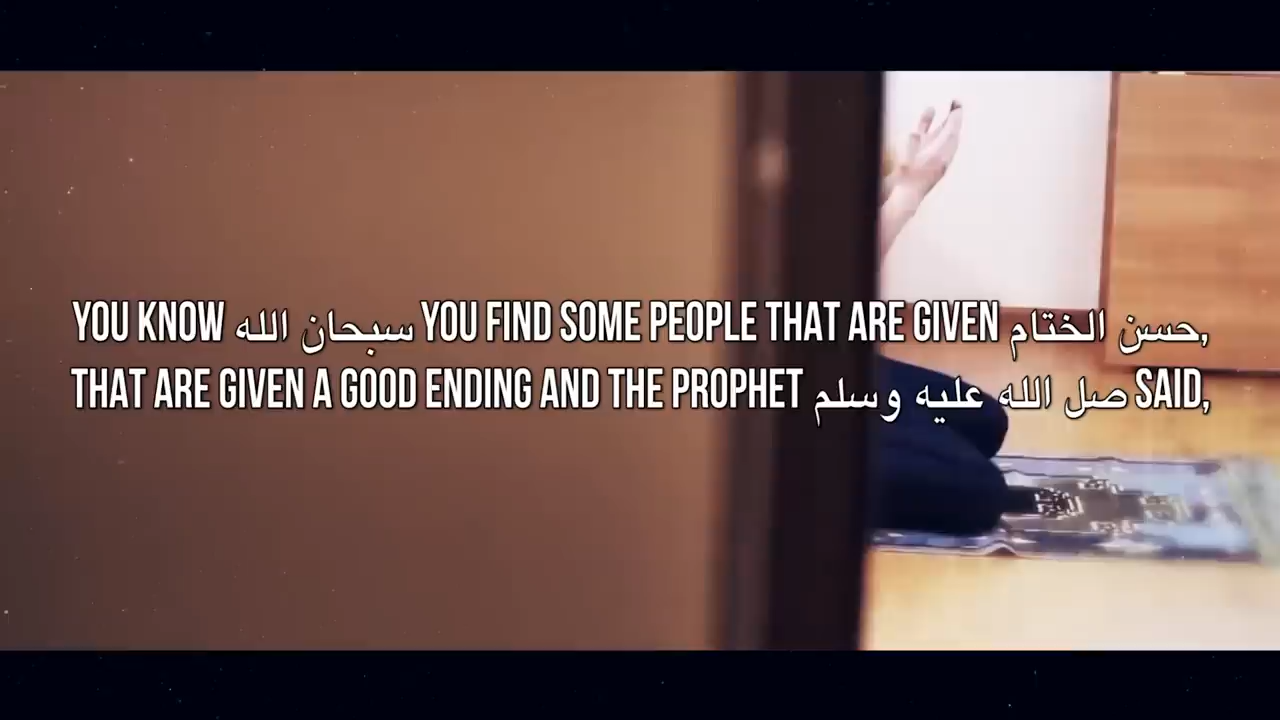 YOU KNOW سبحان الله YOU FIND SOME PEOPLE THAT ARE GIVEN حسن الختام,
THAT ARE GIVEN A GOOD ENDING AND THE PROPHET صل الله عليه وسلم SAID,